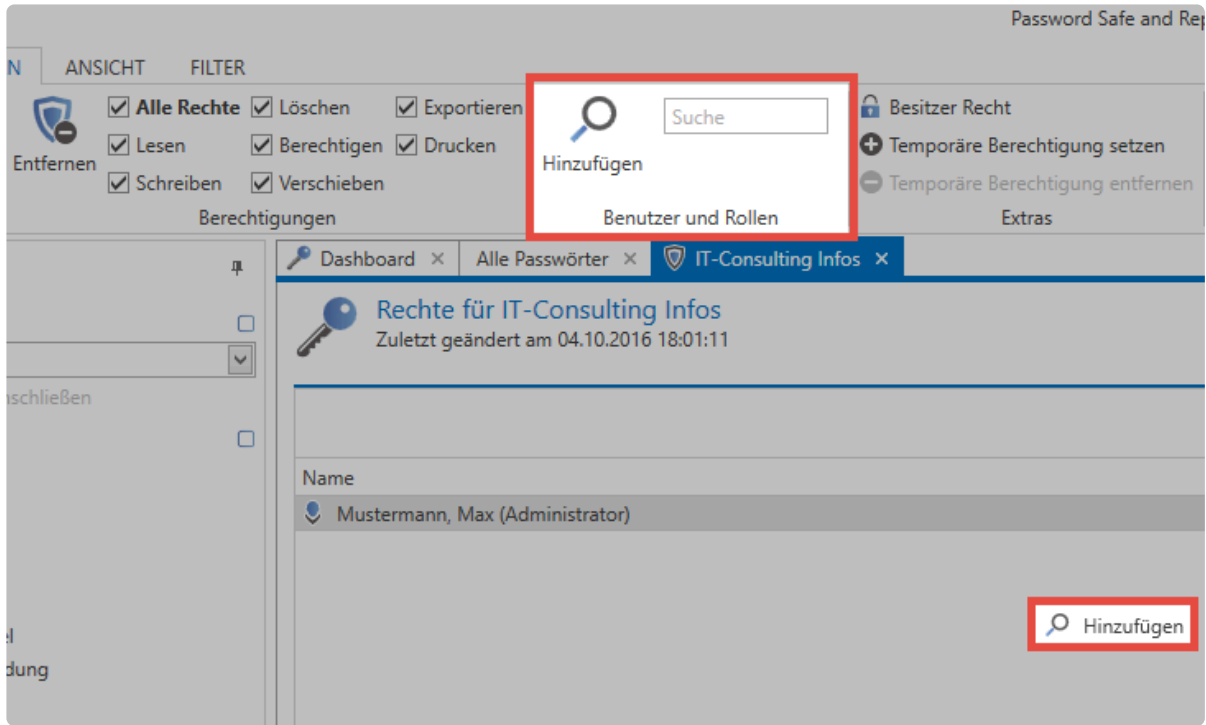 Password Safe and Rep
N ANSICHT FILTER
Entfernen
Alle Rechte Löschen Exportieren
Lesen Berechtigen Drucken
Schreiben Verschieben
Berechtigungen
Hinzufügen
Suche
Benutzer und Rollen
Besitzer Recht
Temporäre Berechtigung setzen
Temporäre Berechtigung entfernen
Extras
Dashboard × Alle Passwörter × IT-Consulting Infos ×
Rechte für IT-Consulting Infos
Zuletzt geändert am 04.10.2016 18:01:11
nschließen
Name
Mustermann, Max (Administrator)
Hinzufügen
el
dung